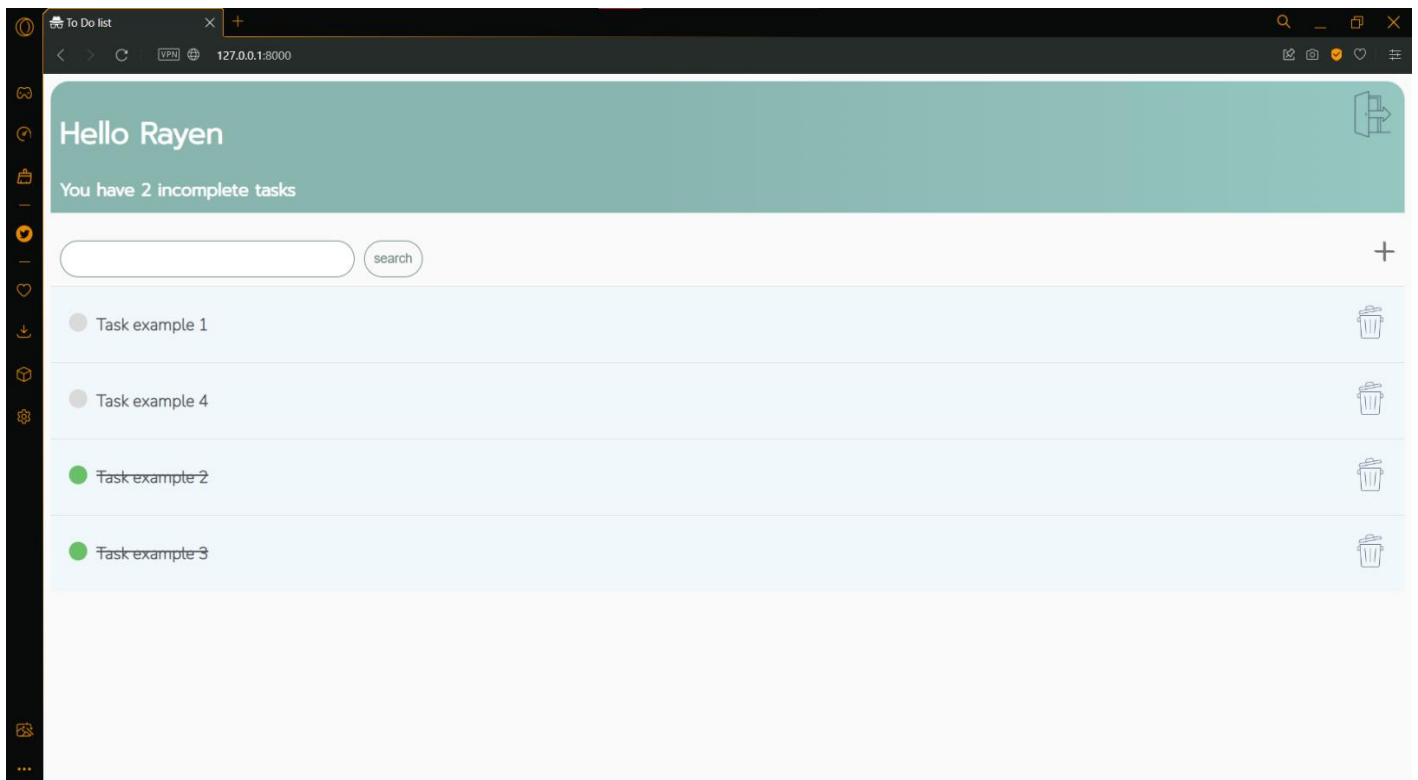 To Do list
VPN 127.0.0.1:8000
Hello Rayen
You have 2 incomplete tasks
search
Task example 1
Task example 4
Task example 2
Task example 3